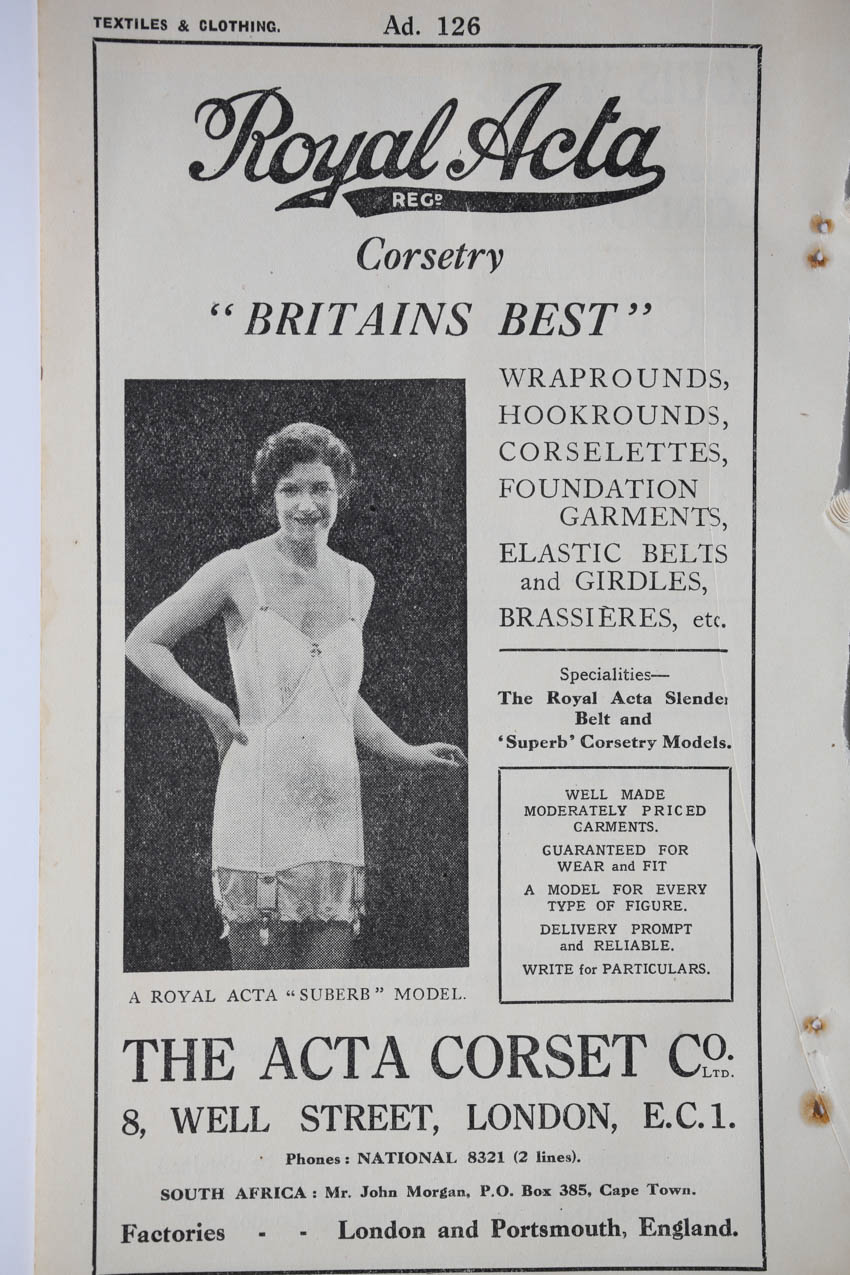 TEXTILES & CLOTHING.
Ad. 126
Royal Acta
REGD
Corsetry
"BRITAINS BEST"
WRAPROUNDS,
HOOKROUNDS,
CORSELETTES,
FOUNDATION
GARMENTS,
ELASTIC BELTS
and GIRDLES,
BRASSIÈRES, etc.
Specialities—
The Royal Acta Slender
Belt and
'Superb' Corsetry Models.
WELL MADE
MODERATELY PRICED
GARMENTS.
GUARANTEED FOR
WEAR and FIT
A MODEL FOR EVERY
TYPE OF FIGURE.
DELIVERY PROMPT
and RELIABLE.
WRITE for PARTICULARS.
A ROYAL ACTA "SUBERB" MODEL.
THE ACTA CORSET CO. LTD.
8, WELL STREET, LONDON, E.C.1.
Phones: NATIONAL 8321 (2 lines).
SOUTH AFRICA: Mr. John Morgan, P.O. Box 385, Cape Town.
Factories - - London and Portsmouth, England.